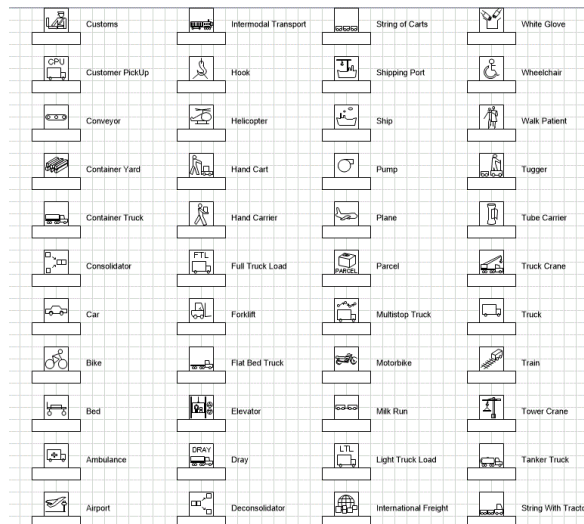 Customs
Intermodal Transport
String of Carts
White Glove
CPU
Customer PickUp
Hook
Shipping Port
Wheelchair
Conveyor
Helicopter
Ship
Walk Patient
Container Yard
Hand Cart
Pump
Tugger
Container Truck
Hand Carrier
Plane
Tube Carrier
Consolidator
FTL
Full Truck Load
PARCEL
Parcel
Truck Crane
Car
Forklift
Multistop Truck
Truck
Bike
Flat Bed Truck
Motorbike
Train
Bed
Elevator
Milk Run
Tower Crane
Ambulance
DRAY
Dray
LTL
Light Truck Load
Tanker Truck
Airport
Deconsolidator
International Freight
String With